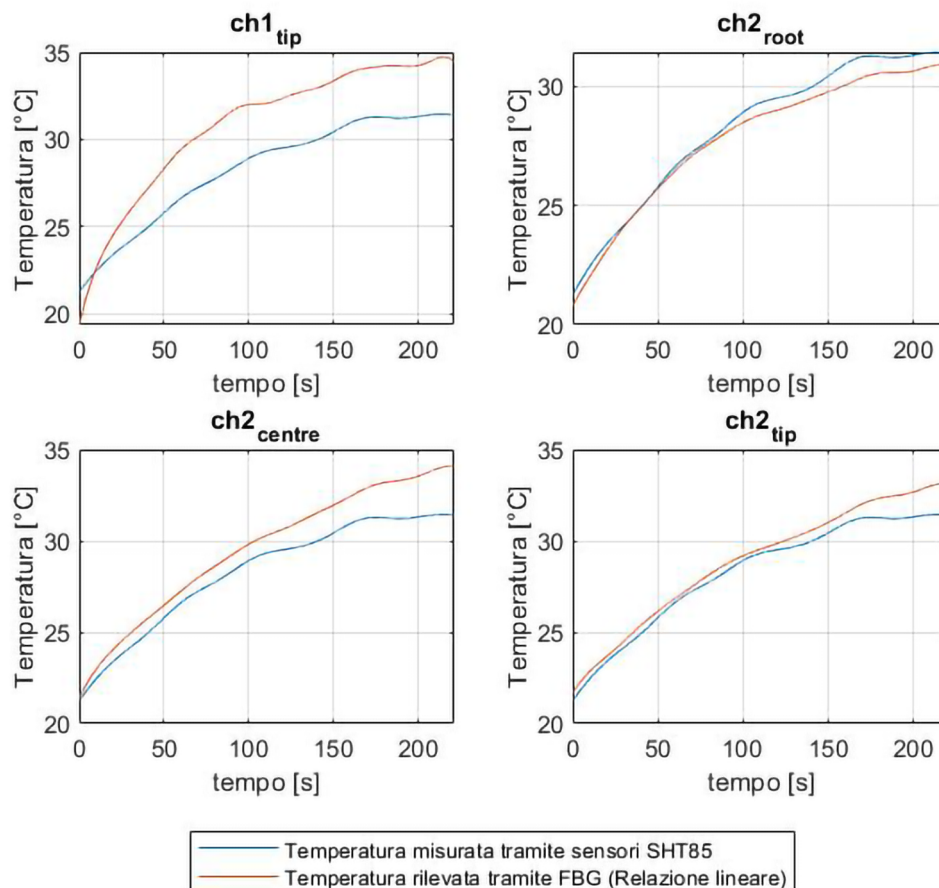 ch1tip
35
30
25
20
Temperatura [°C]
0 50 100 150 200
tempo [s]
ch2root
30
25
20
Temperatura [°C]
0 50 100 150 200
tempo [s]
ch2centre
35
30
25
20
Temperatura [°C]
0 50 100 150 200
tempo [s]
ch2tip
35
30
25
20
Temperatura [°C]
0 50 100 150 200
tempo [s]
Temperatura misurata tramite sensori SHT85
Temperatura rilevata tramite FBG (Relazione lineare)